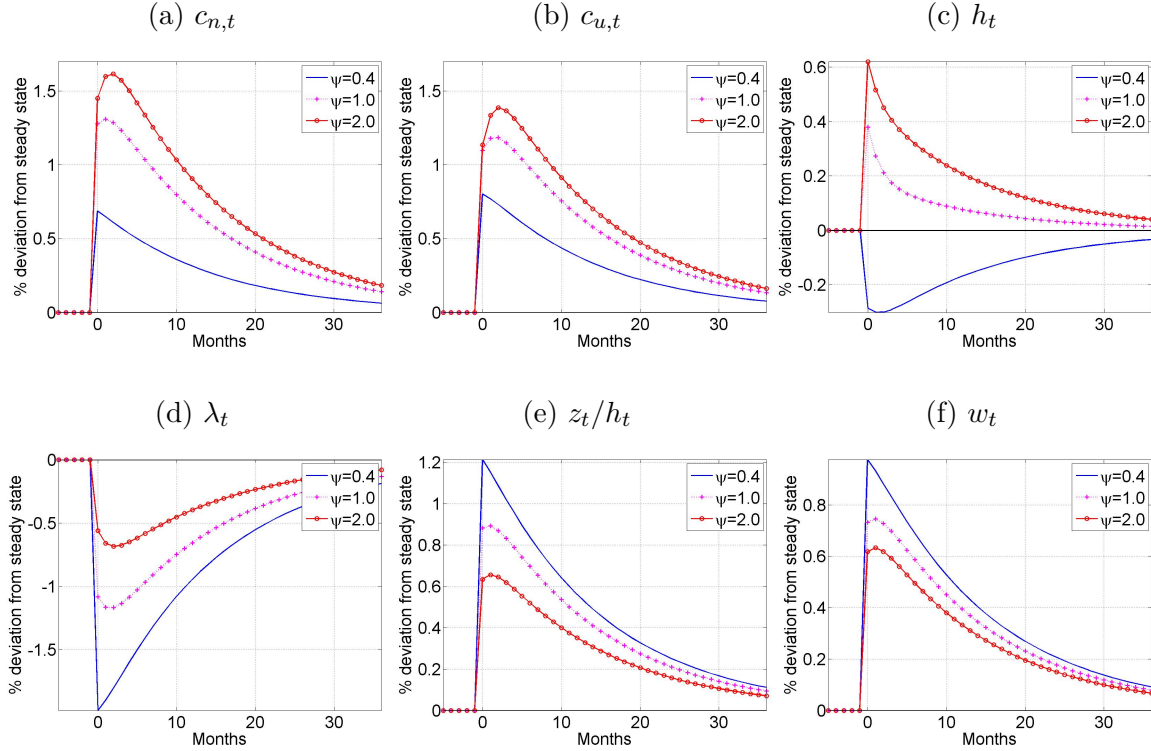 (a) c_{n,t}
% deviation from steady state
1.5
1
0.5
0
0 10 20 30
Months
ψ=0.4
ψ=1.0
ψ=2.0
(b) c_{u,t}
% deviation from steady state
1.5
1
0.5
0
0 10 20 30
Months
ψ=0.4
ψ=1.0
ψ=2.0
(c) h_t
% deviation from steady state
0.6
0.4
0.2
0
-0.2
0 10 20 30
Months
ψ=0.4
ψ=1.0
ψ=2.0
(d) λ_t
% deviation from steady state
0
-0.5
-1
-1.5
0 10 20 30
Months
ψ=0.4
ψ=1.0
ψ=2.0
(e) z_t/h_t
% deviation from steady state
1.2
1
0.8
0.6
0.4
0.2
0
0 10 20 30
Months
ψ=0.4
ψ=1.0
ψ=2.0
(f) w_t
% deviation from steady state
0.8
0.6
0.4
0.2
0
0 10 20 30
Months
ψ=0.4
ψ=1.0
ψ=2.0